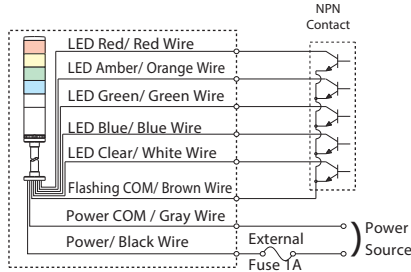 NPN
Contact
LED Red/ Red Wire
LED Amber/ Orange Wire
LED Green/ Green Wire
LED Blue/ Blue Wire
LED Clear/ White Wire
Flashing COM/ Brown Wire
Power COM / Gray Wire
Power/ Black Wire
External
Fuse 1A
Power
Source